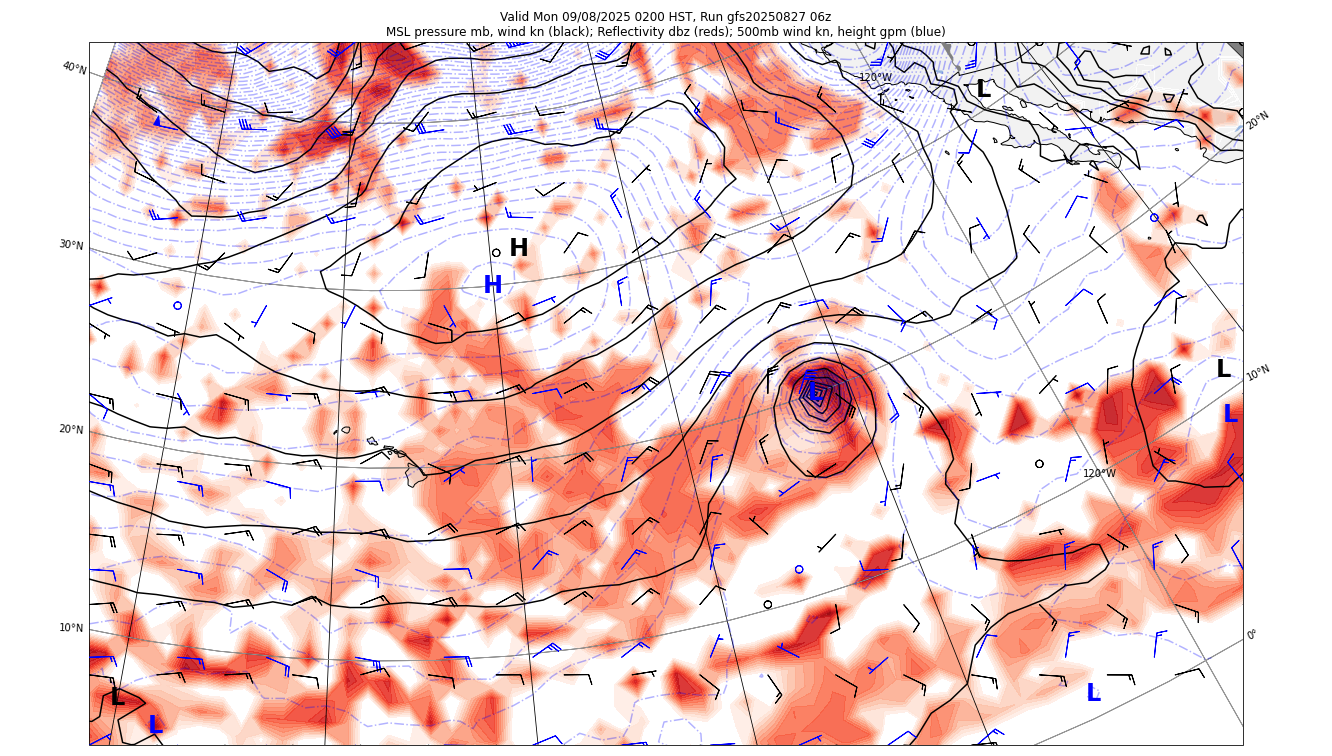 Valid Mon 09/08/2025 0200 HST, Run gfs20250827 06z
MSL pressure mb, wind kn (black); Reflectivity dbz (reds); 500mb wind kn, height gpm (blue)
40°N
120°W
L
20°N
30°N
H
H
L
10°N
L
L
20°N
120°W
10°N
0°
L
L
L